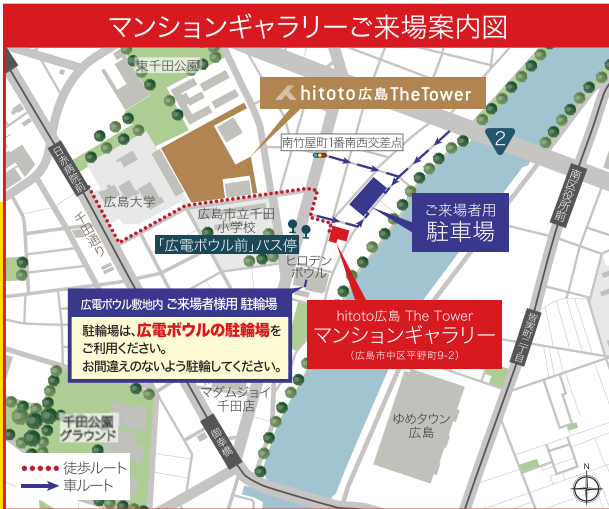 マンションギャラリーご来場案内図
東千田公園
hitoto広島TheTower
南竹屋町1番南西交差点
2
日赤病院前
広島大学
千田通り
広島市立千田
小学校
「広電ボウル前」バス停
ヒロデン
ボウル
ご来場者用
駐車場
南区役所前
広電ボウル敷地内 ご来場者様用 駐輪場
駐輪場は、広電ボウルの駐輪場を
ご利用ください。
お間違えのないよう駐輪してください。
hitoto広島 The Tower
マンションギャラリー
(広島市中区平野町9-2)
皆実町二丁目
マダムジョイ
千田店
千田公園
グラウンド
御幸橋
ゆめタウン
広島
徒歩ルート
車ルート
N